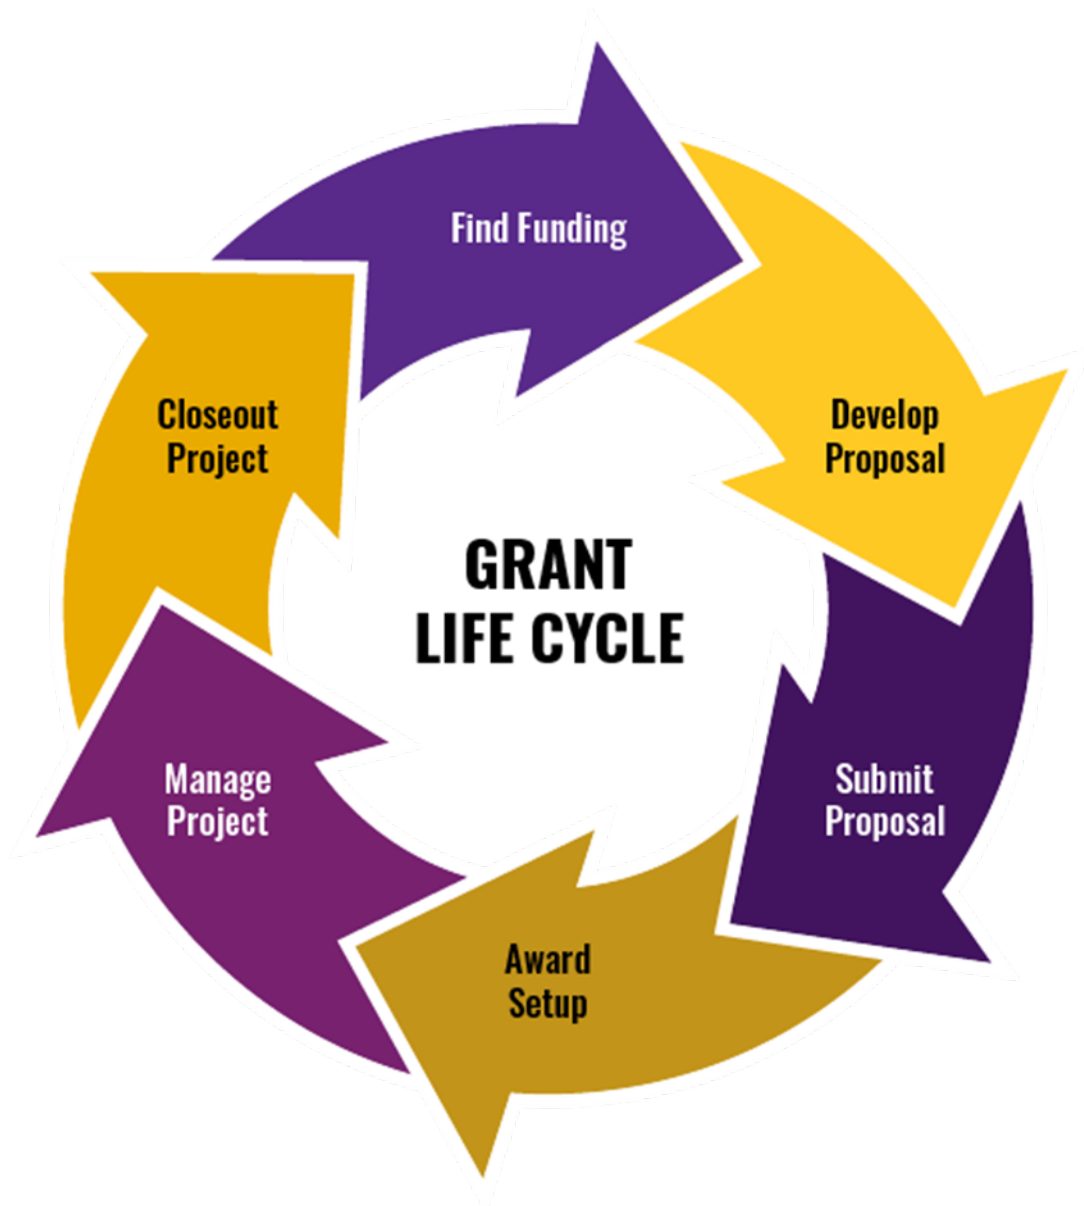 Find Funding
Develop
Proposal
Submit
Proposal
Award
Setup
Manage
Project
Closeout
Project
GRANT
LIFE CYCLE